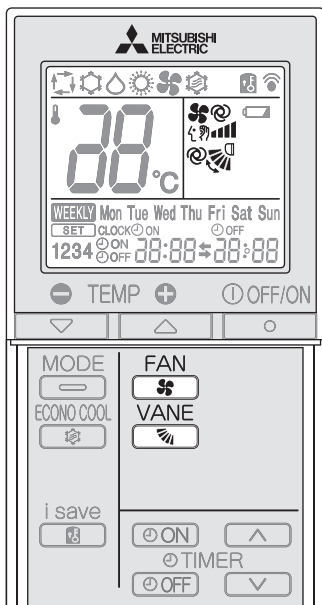 MITSUBISHI
ELECTRIC
88°C
WEEKLY Mon Tue Wed Thu Fri Sat Sun
SET CLOCK ON OFF
1234 ON OFF 88:88 88:88
TEMP OFF/ON
MODE FAN
ECONO COOL VANE
i save
ON
TIMER
OFF